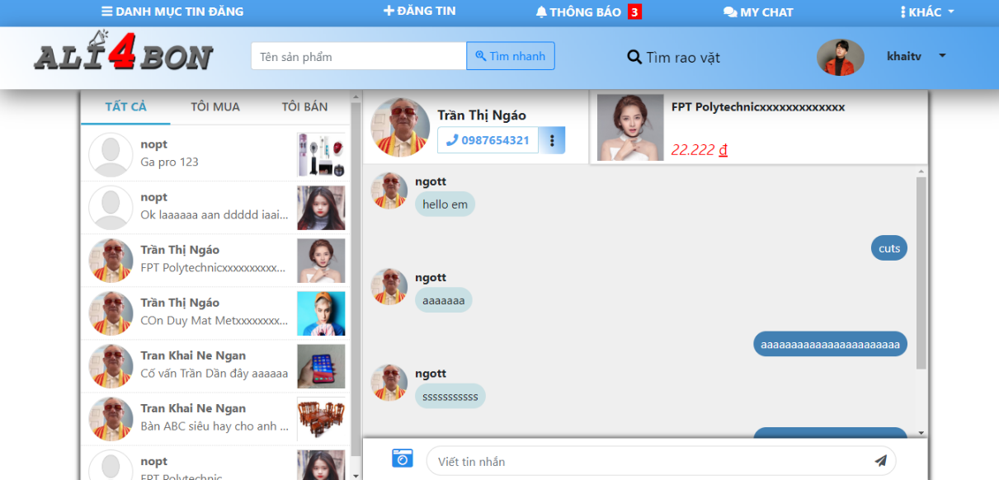 DANH MỤC TIN ĐĂNG
ĐĂNG TIN
THÔNG BÁO 3
MY CHAT
KHÁC
ALI4BON
Tên sản phẩm
Tìm nhanh
Tìm rao vặt
khaitv
TẤT CẢ
TÔI MUA
TÔI BÁN
nopt
Ga pro 123
nopt
Ok laaaaaa aan ddddd iaai...
Trần Thị Ngáo
FPT Polytechnicxxxxxxxxxx...
Trần Thị Ngáo
COn Duy Mat Metxxxxxxxx...
Tran Khai Ne Ngan
Cố vấn Trần Dần đây aaaaaa
Tran Khai Ne Ngan
Bàn ABC siêu hay cho anh ...
nopt
FPT Polytechnic
Trần Thị Ngáo
0987654321
FPT Polytechnicxxxxxxxxxxxxx
22.222 đ
ngott
hello em
cuts
ngott
aaaaaaa
aaaaaaaaaaaaaaaaaaaaaaa
ngott
sssssssssss
Viết tin nhắn